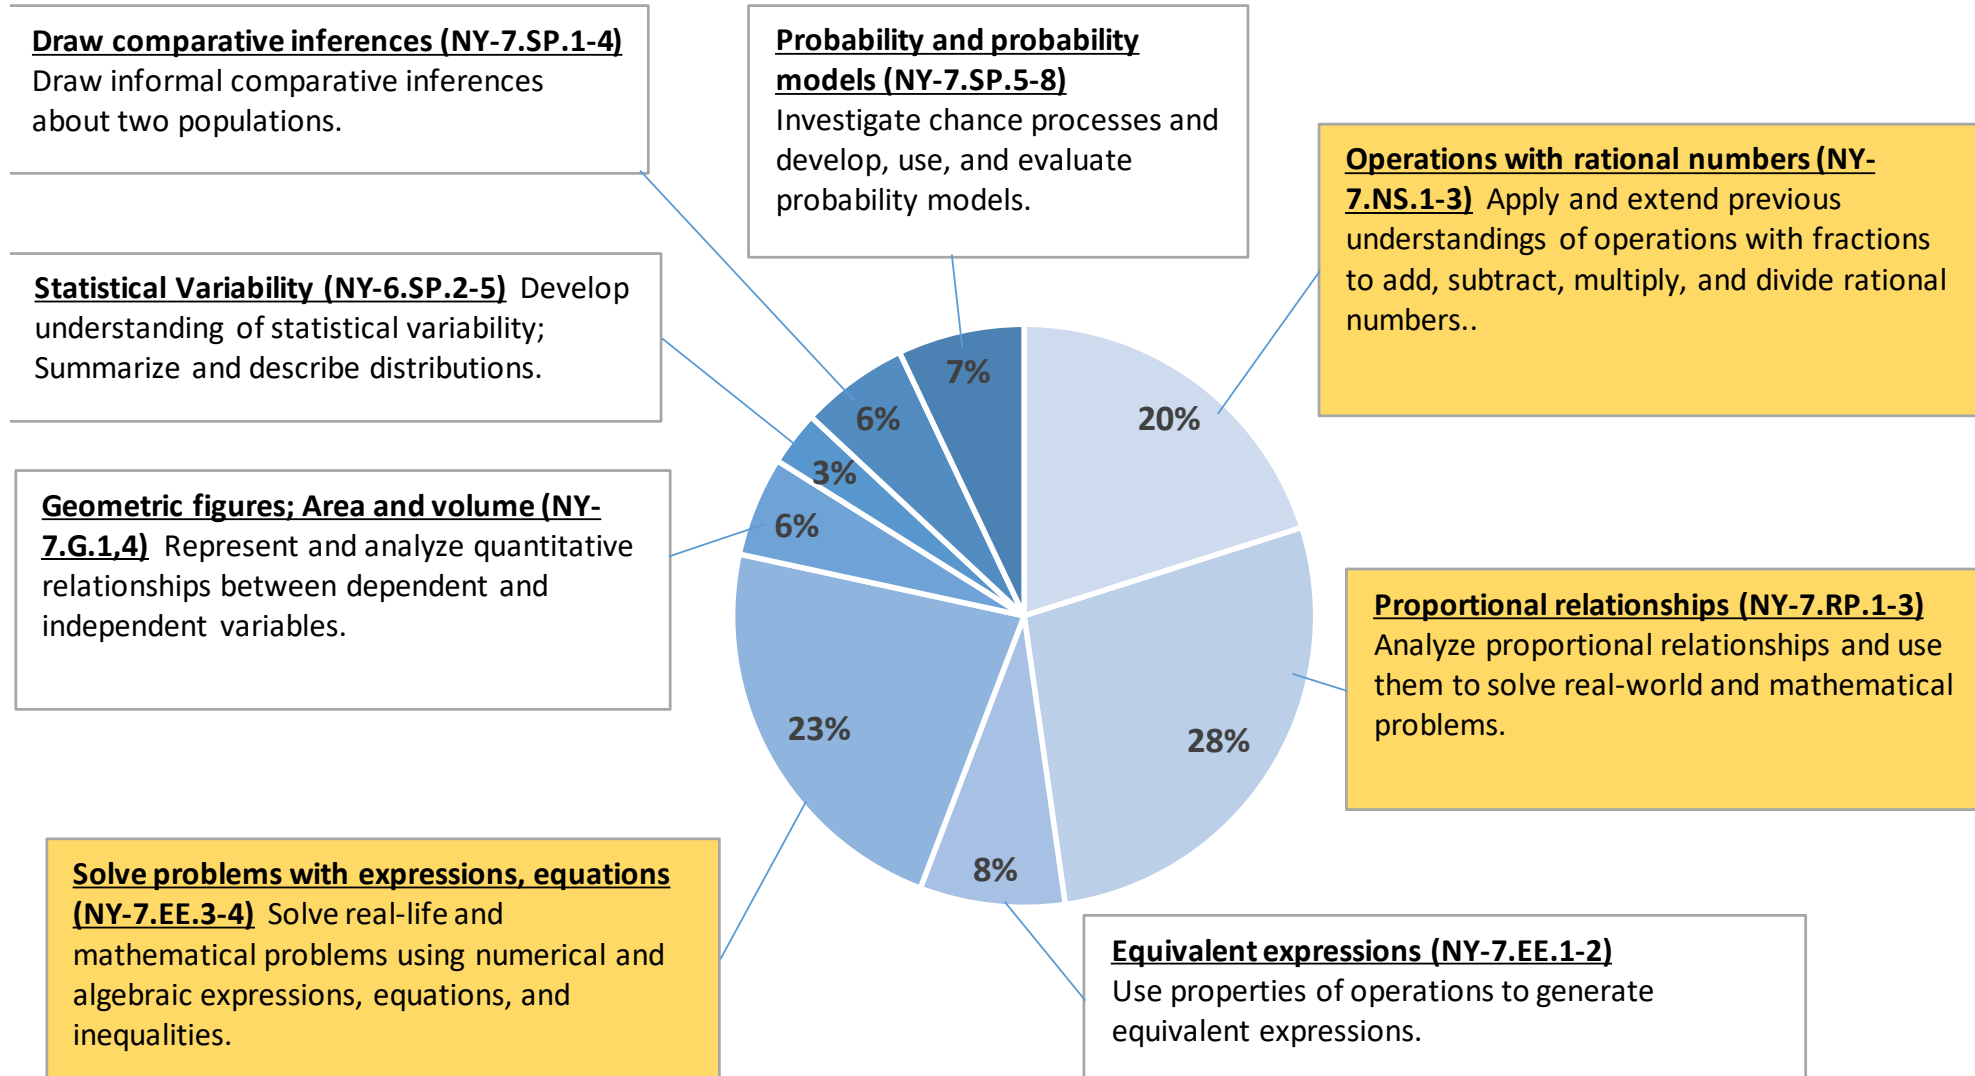 Draw comparative inferences (NY-7.SP.1-4)
Draw informal comparative inferences
about two populations.
Probability and probability
models (NY-7.SP.5-8)
Investigate chance processes and
develop, use, and evaluate
probability models.
Operations with rational numbers (NY-
7.NS.1-3) Apply and extend previous
understandings of operations with fractions
to add, subtract, multiply, and divide rational
numbers..
Statistical Variability (NY-6.SP.2-5) Develop
understanding of statistical variability;
Summarize and describe distributions.
7%
6%
20%
3%
6%
Geometric figures; Area and volume (NY-
7.G.1,4) Represent and analyze quantitative
relationships between dependent and
independent variables.
Proportional relationships (NY-7.RP.1-3)
Analyze proportional relationships and use
them to solve real-world and mathematical
problems.
23%
28%
8%
Solve problems with expressions, equations
(NY-7.EE.3-4) Solve real-life and
mathematical problems using numerical and
algebraic expressions, equations, and
inequalities.
Equivalent expressions (NY-7.EE.1-2)
Use properties of operations to generate
equivalent expressions.